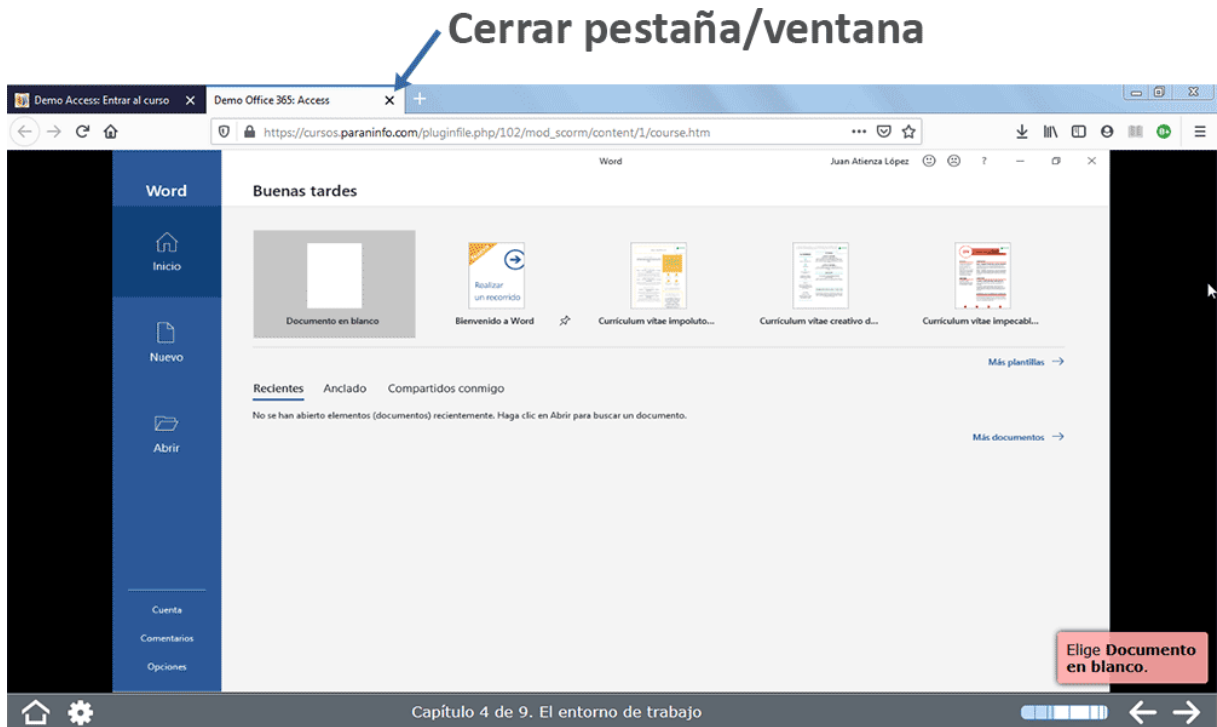 Cerrar pestaña/ventana
Demo Access: Entrar al curso
Demo Office 365: Access
https://cursos.paraninfo.com/pluginfile.php/102/mod_scorm/content/1/course.htm
Word
Juan Atienza López
Word
Buenas tardes
Inicio
Realizar
un recorrido
Documento en blanco
Bienvenido a Word
Currículum vítae impoluto...
Currículum vítae creativo d...
Currículum vítae impecabl...
Nuevo
Más plantillas
Recientes Anclado Compartidos conmigo
No se han abierto elementos (documentos) recientemente. Haga clic en Abrir para buscar un documento.
Abrir
Más documentos
Cuenta
Comentarios
Opciones
Elige Documento
en blanco.
Capítulo 4 de 9. El entorno de trabajo